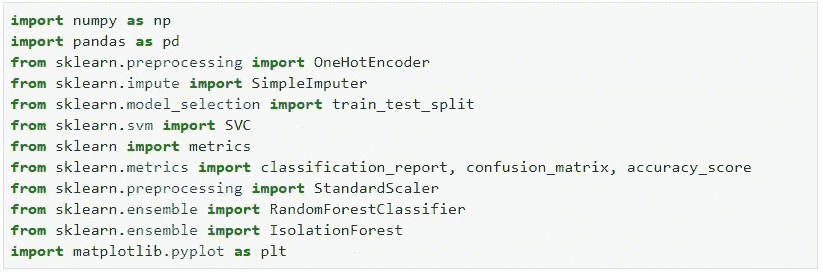 import numpy as np
import pandas as pd
from sklearn.preprocessing import OneHotEncoder
from sklearn.impute import SimpleImputer
from sklearn.model_selection import train_test_split
from sklearn.svm import SVC
from sklearn import metrics
from sklearn.metrics import classification_report, confusion_matrix, accuracy_score
from sklearn.preprocessing import StandardScaler
from sklearn.ensemble import RandomForestClassifier
from sklearn.ensemble import IsolationForest
import matplotlib.pyplot as plt